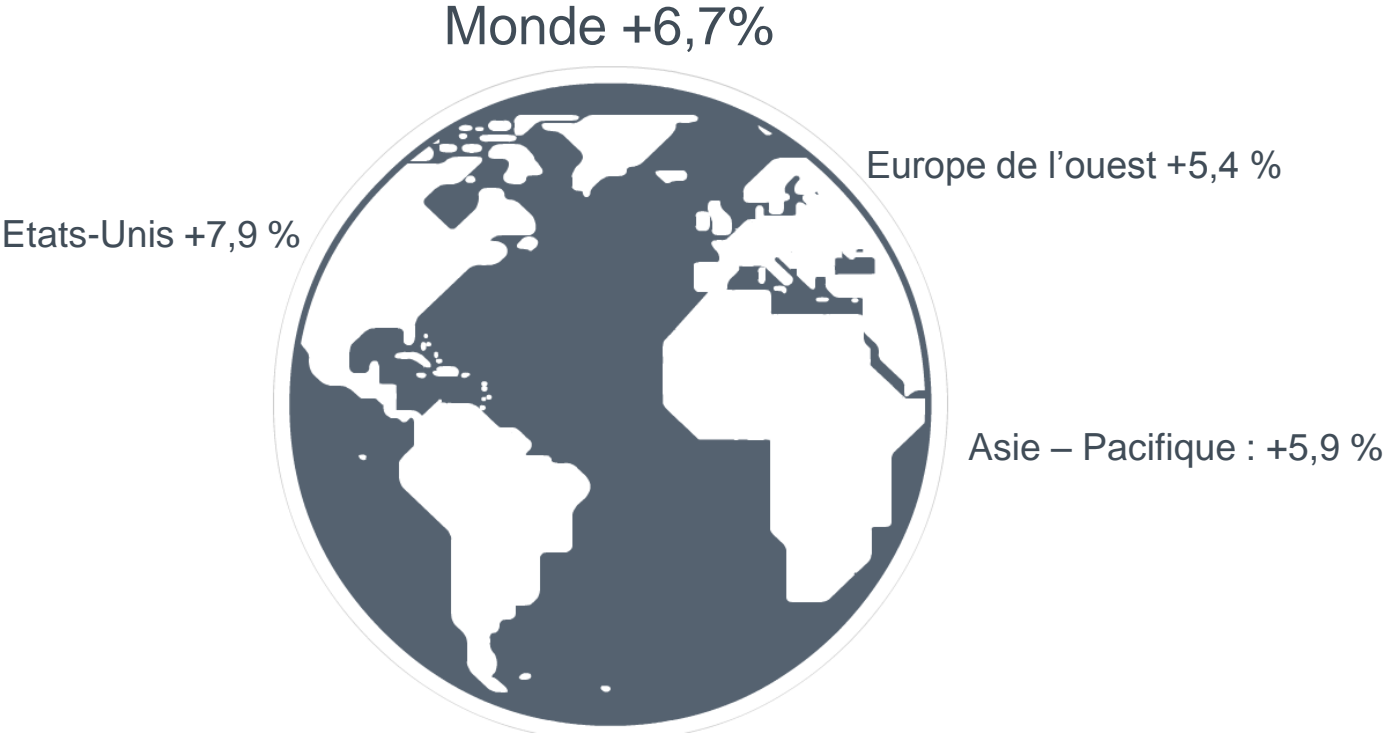 Monde +6,7%
Europe de l’ouest +5,4 %
Etats-Unis +7,9 %
Asie – Pacifique : +5,9 %